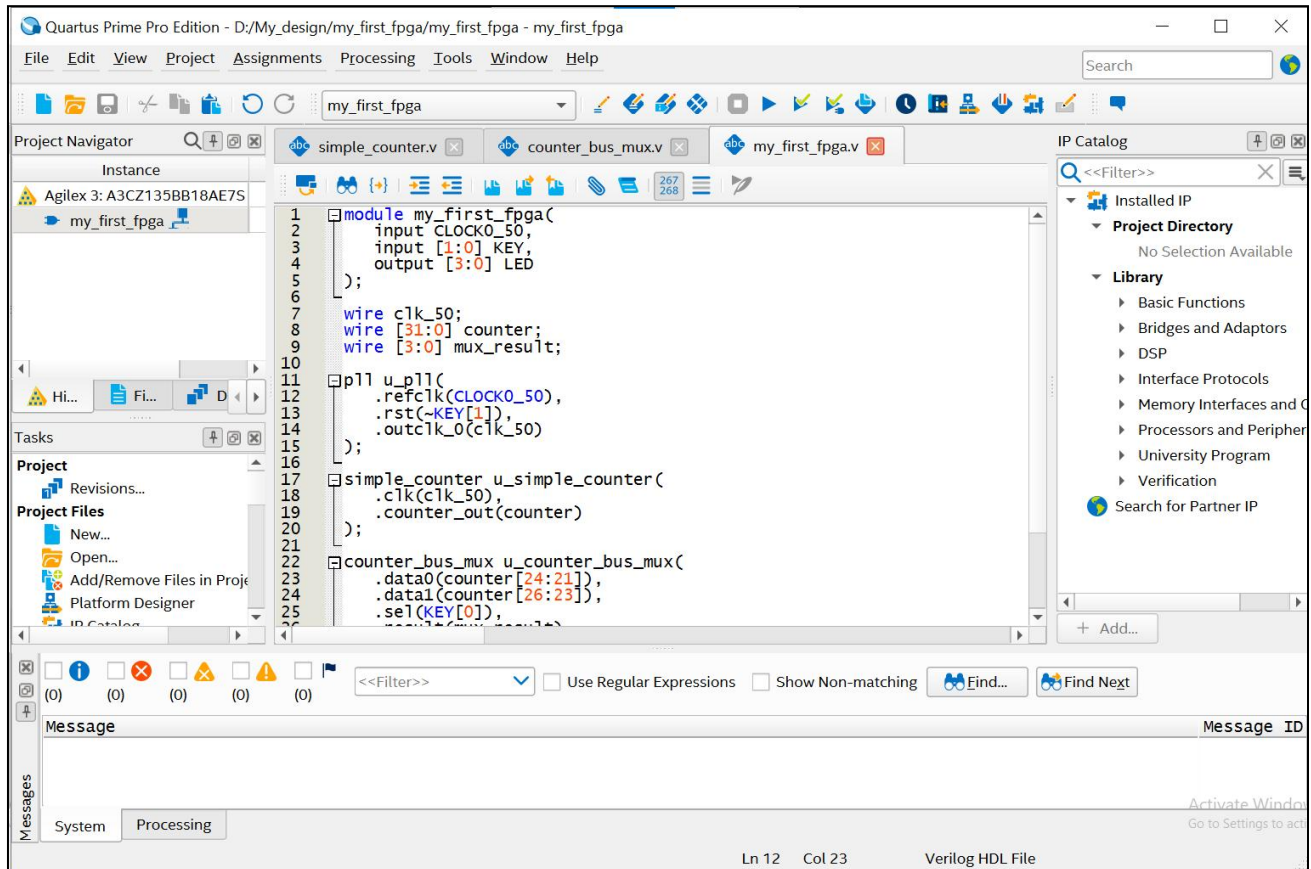 Quartus Prime Pro Edition - D:/My_design/my_first_fpga/my_first_fpga - my_first_fpga
File Edit View Project Assignments Processing Tools Window Help
Search
my_first_fpga
Project Navigator
Instance
Agilex 3: A3CZ135BB18AE7S
my_first_fpga
Hi... Fi... D
Tasks
Project
Revisions...
Project Files
New...
Open...
Add/Remove Files in Proje
Platform Designer
IP Catalog
simple_counter.v counter_bus_mux.v my_first_fpga.v
267
268
1 module my_first_fpga(
2 input CLOCK0_50,
3 input [1:0] KEY,
4 output [3:0] LED
5 );
6
7 wire clk_50;
8 wire [31:0] counter;
9 wire [3:0] mux_result;
10
11 pll u_pll(
12 .refclk(CLOCK0_50),
13 .rst(~KEY[1]),
14 .outclk_0(clk_50)
15 );
16
17 simple_counter u_simple_counter(
18 .clk(clk_50),
19 .counter_out(counter)
20 );
21
22 counter_bus_mux u_counter_bus_mux(
23 .data0(counter[24:21]),
24 .data1(counter[26:23]),
25 .sel(KEY[0]),
26 .result(mux_result)
IP Catalog
<<Filter>>
Installed IP
Project Directory
No Selection Available
Library
Basic Functions
Bridges and Adaptors
DSP
Interface Protocols
Memory Interfaces and C
Processors and Peripher
University Program
Verification
Search for Partner IP
+ Add...
(0) (0) (0) (0) (0)
<<Filter>> Use Regular Expressions Show Non-matching Find... Find Next
Message Message ID
Messages
System Processing
Activate Windo
Go to Settings to acti
Ln 12 Col 23 Verilog HDL File